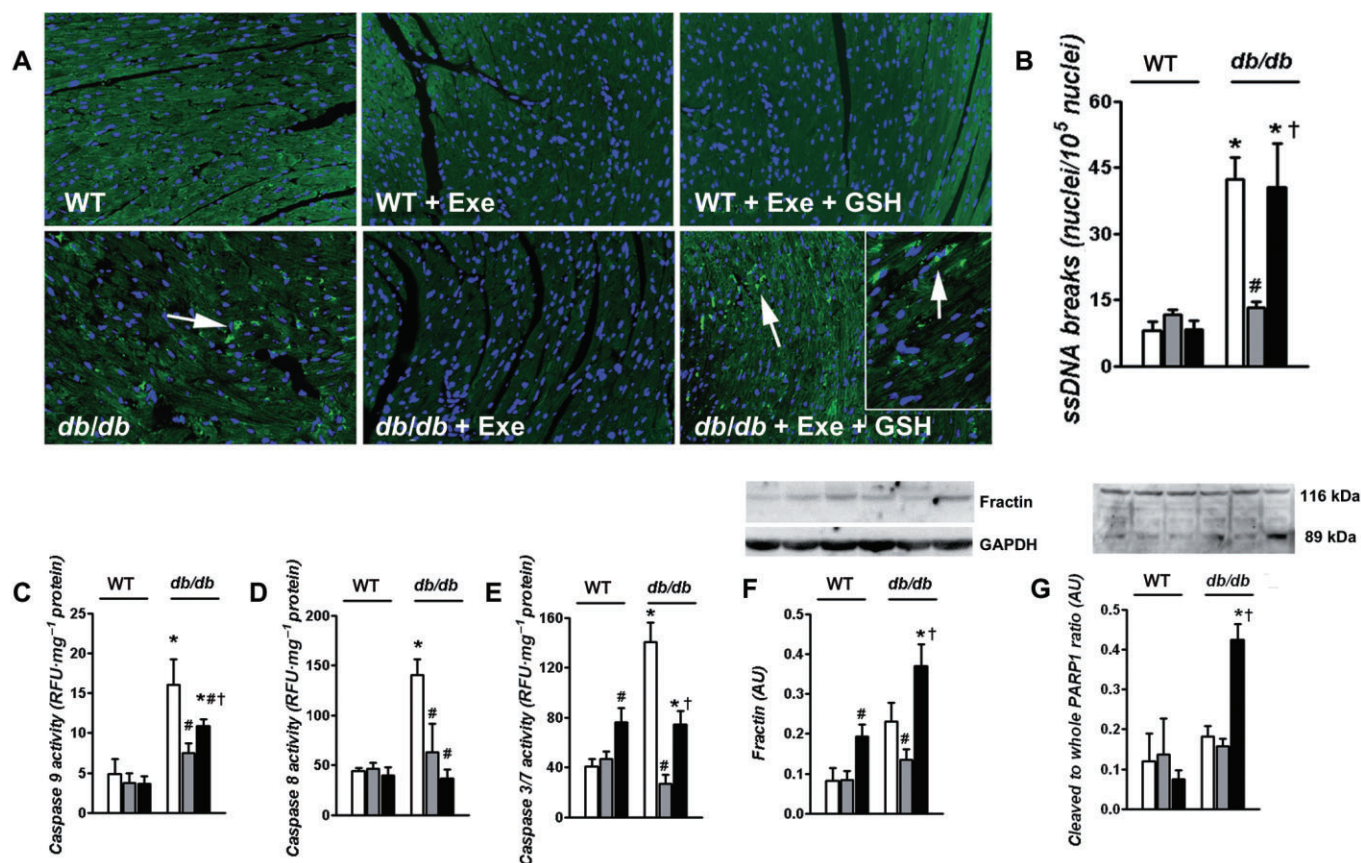 A
WT
WT + Exe
WT + Exe + GSH
db/db
db/db + Exe
db/db + Exe + GSH
B
WT
db/db
ssDNA breaks (nuclei/10⁵ nuclei)
60
45
30
15
0
*
#
* †
Fractin
GAPDH
116 kDa
89 kDa
C
WT
db/db
Caspase 9 activity (RFU·mg⁻¹ protein)
25
20
15
10
5
0
*
#
*#†
D
WT
db/db
Caspase 8 activity (RFU·mg⁻¹ protein)
200
150
100
50
0
*
#
#
E
WT
db/db
Caspase 3/7 activity (RFU·mg⁻¹ protein)
160
120
80
40
0
#
*
#
*†
F
WT
db/db
Fractin (AU)
0.5
0.4
0.3
0.2
0.1
0.0
#
#
*†
G
WT
db/db
Cleaved to whole PARP1 ratio (AU)
0.5
0.4
0.3
0.2
0.1
0.0
*†